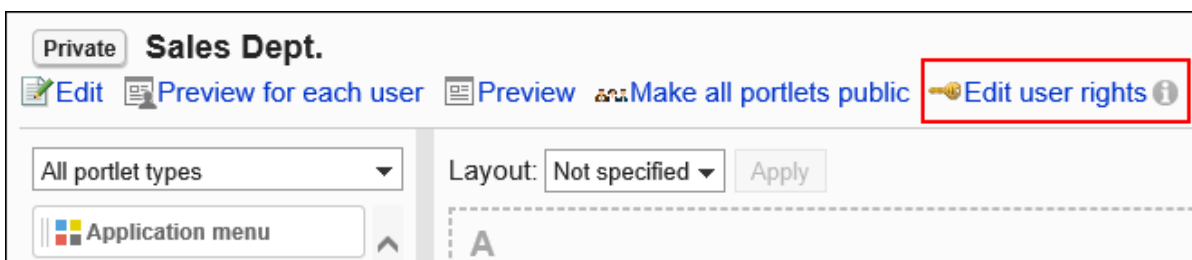 Private Sales Dept.
Edit Preview for each user Preview Make all portlets public Edit user rights
All portlet types Layout: Not specified Apply
Application menu A